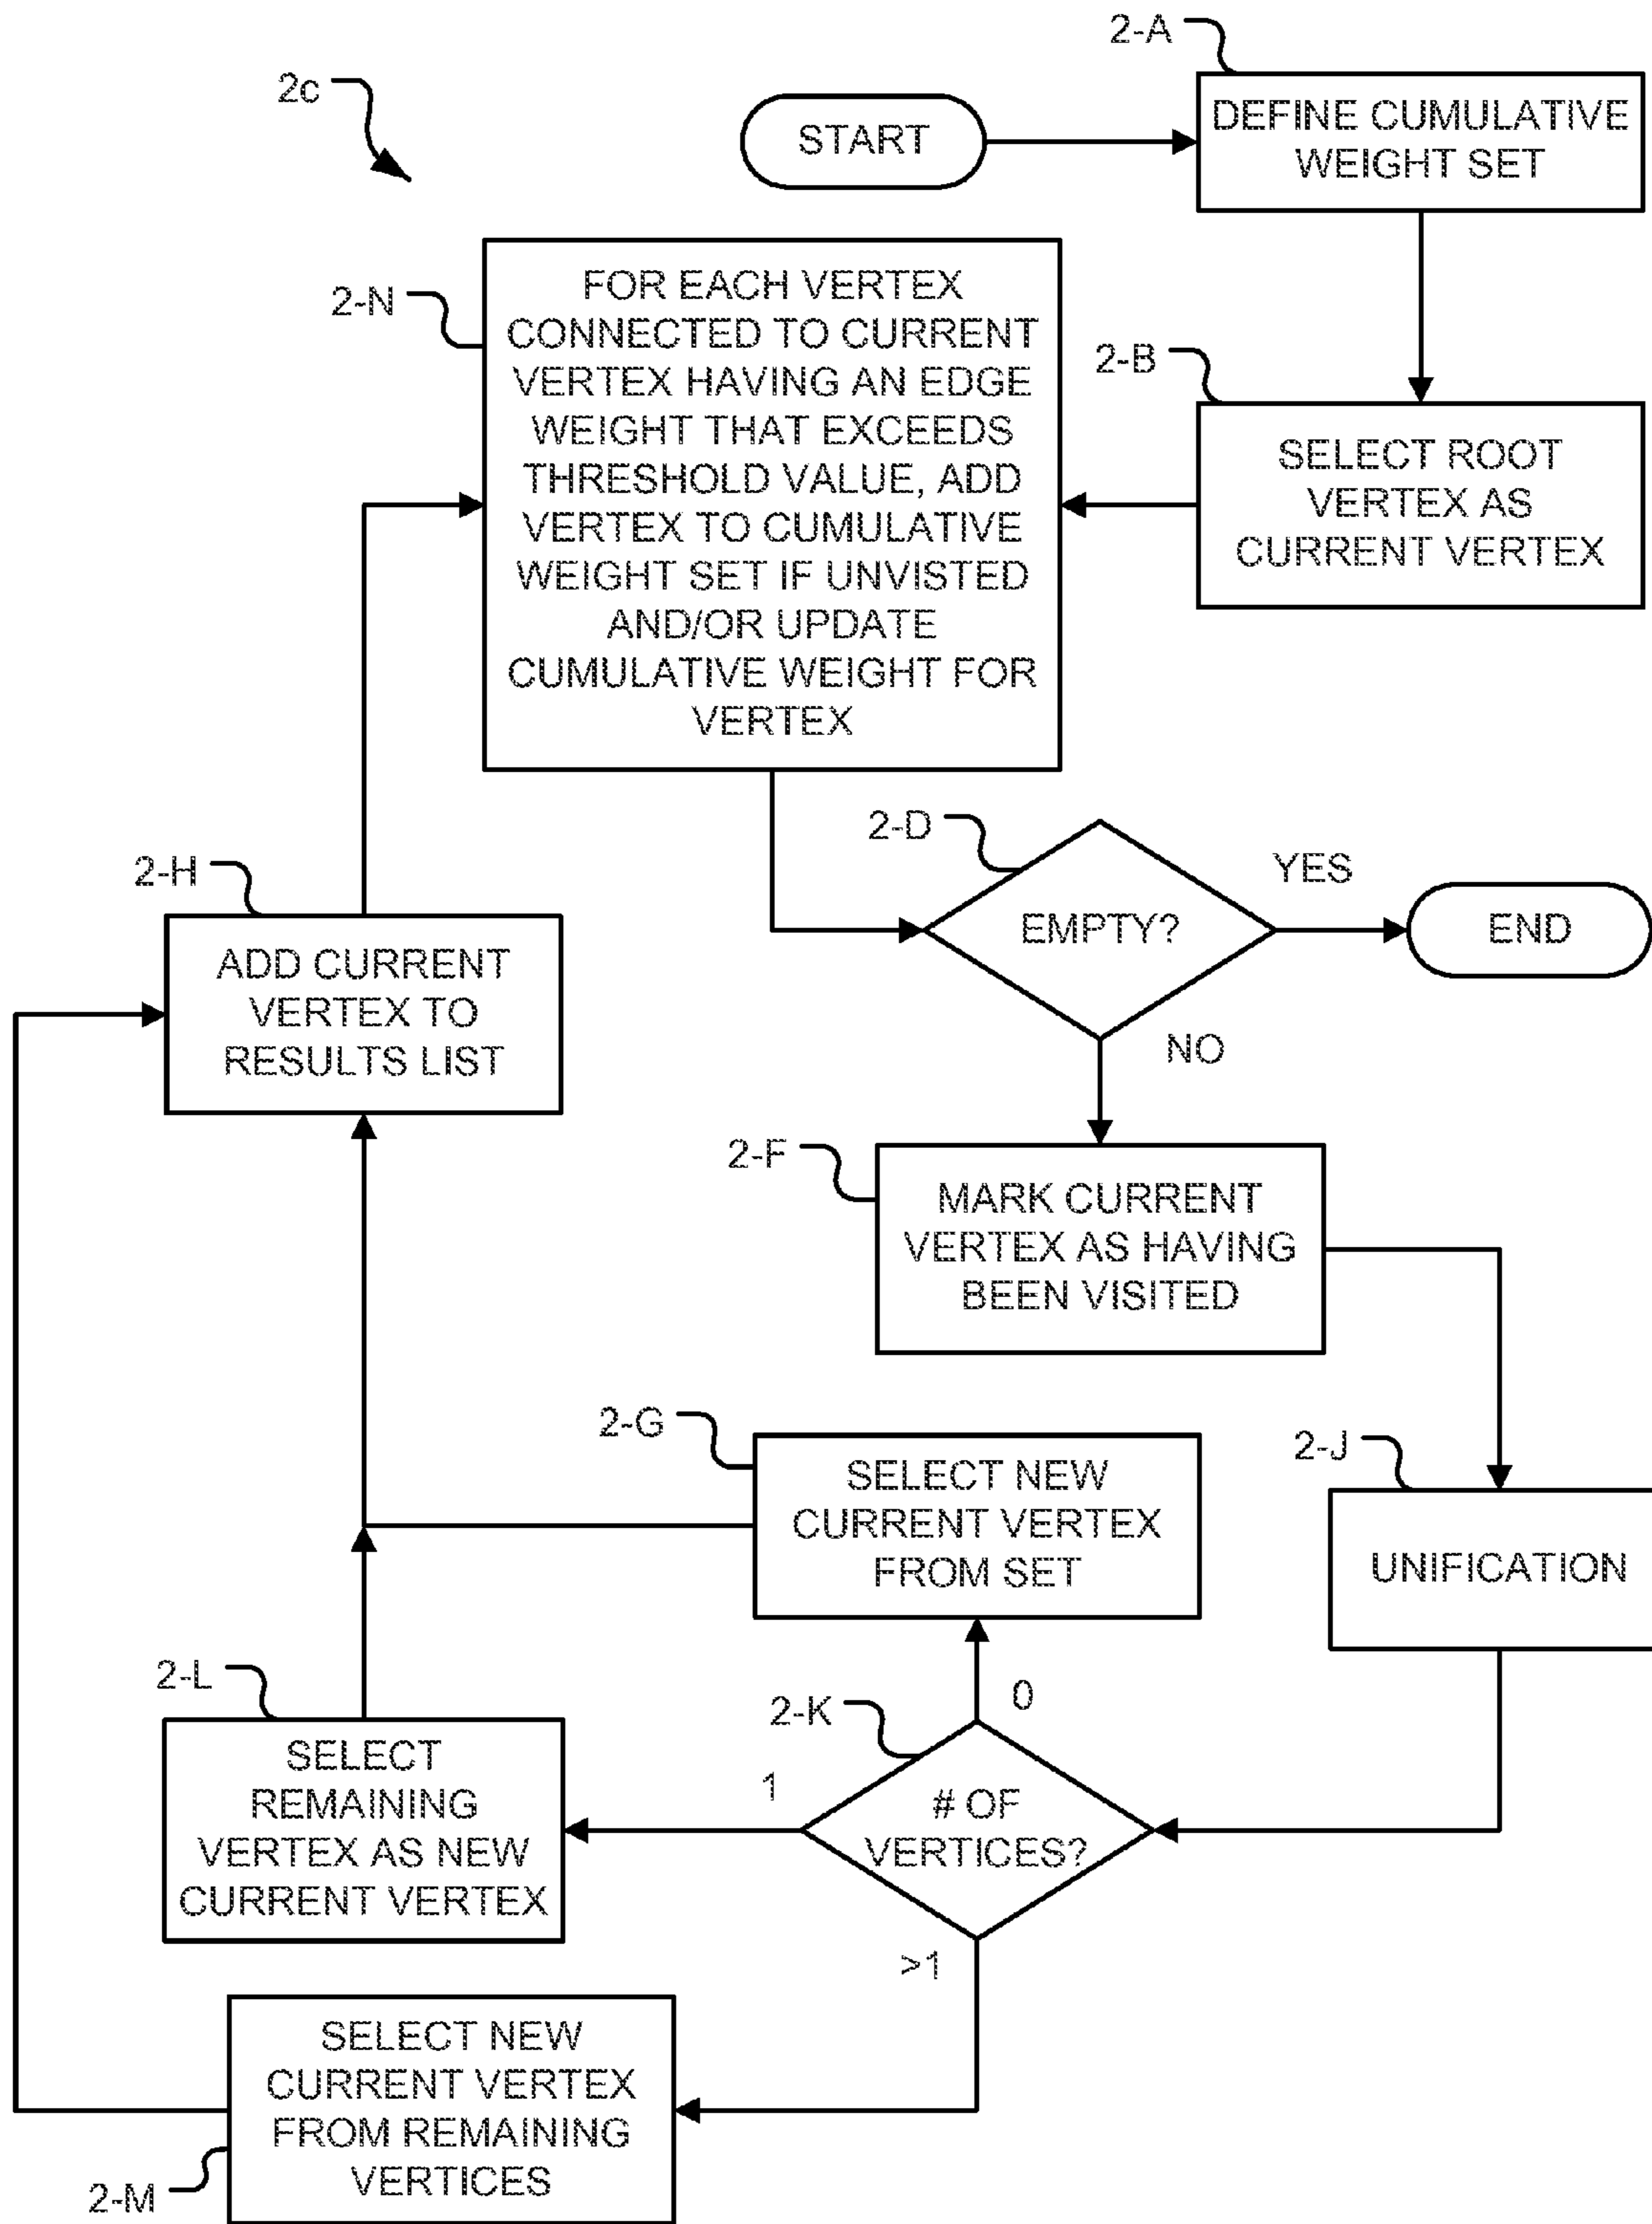 2c
START
2-A
DEFINE CUMULATIVE
WEIGHT SET
2-B
SELECT ROOT
VERTEX AS
CURRENT VERTEX
2-N
FOR EACH VERTEX
CONNECTED TO CURRENT
VERTEX HAVING AN EDGE
WEIGHT THAT EXCEEDS
THRESHOLD VALUE, ADD
VERTEX TO CUMULATIVE
WEIGHT SET IF UNVISTED
AND/OR UPDATE
CUMULATIVE WEIGHT FOR
VERTEX
2-D
EMPTY?
YES
END
NO
2-H
ADD CURRENT
VERTEX TO
RESULTS LIST
2-F
MARK CURRENT
VERTEX AS HAVING
BEEN VISITED
2-J
UNIFICATION
2-G
SELECT NEW
CURRENT VERTEX
FROM SET
2-K
# OF
VERTICES?
0
1
>1
2-L
SELECT
REMAINING
VERTEX AS NEW
CURRENT VERTEX
2-M
SELECT NEW
CURRENT VERTEX
FROM REMAINING
VERTICES